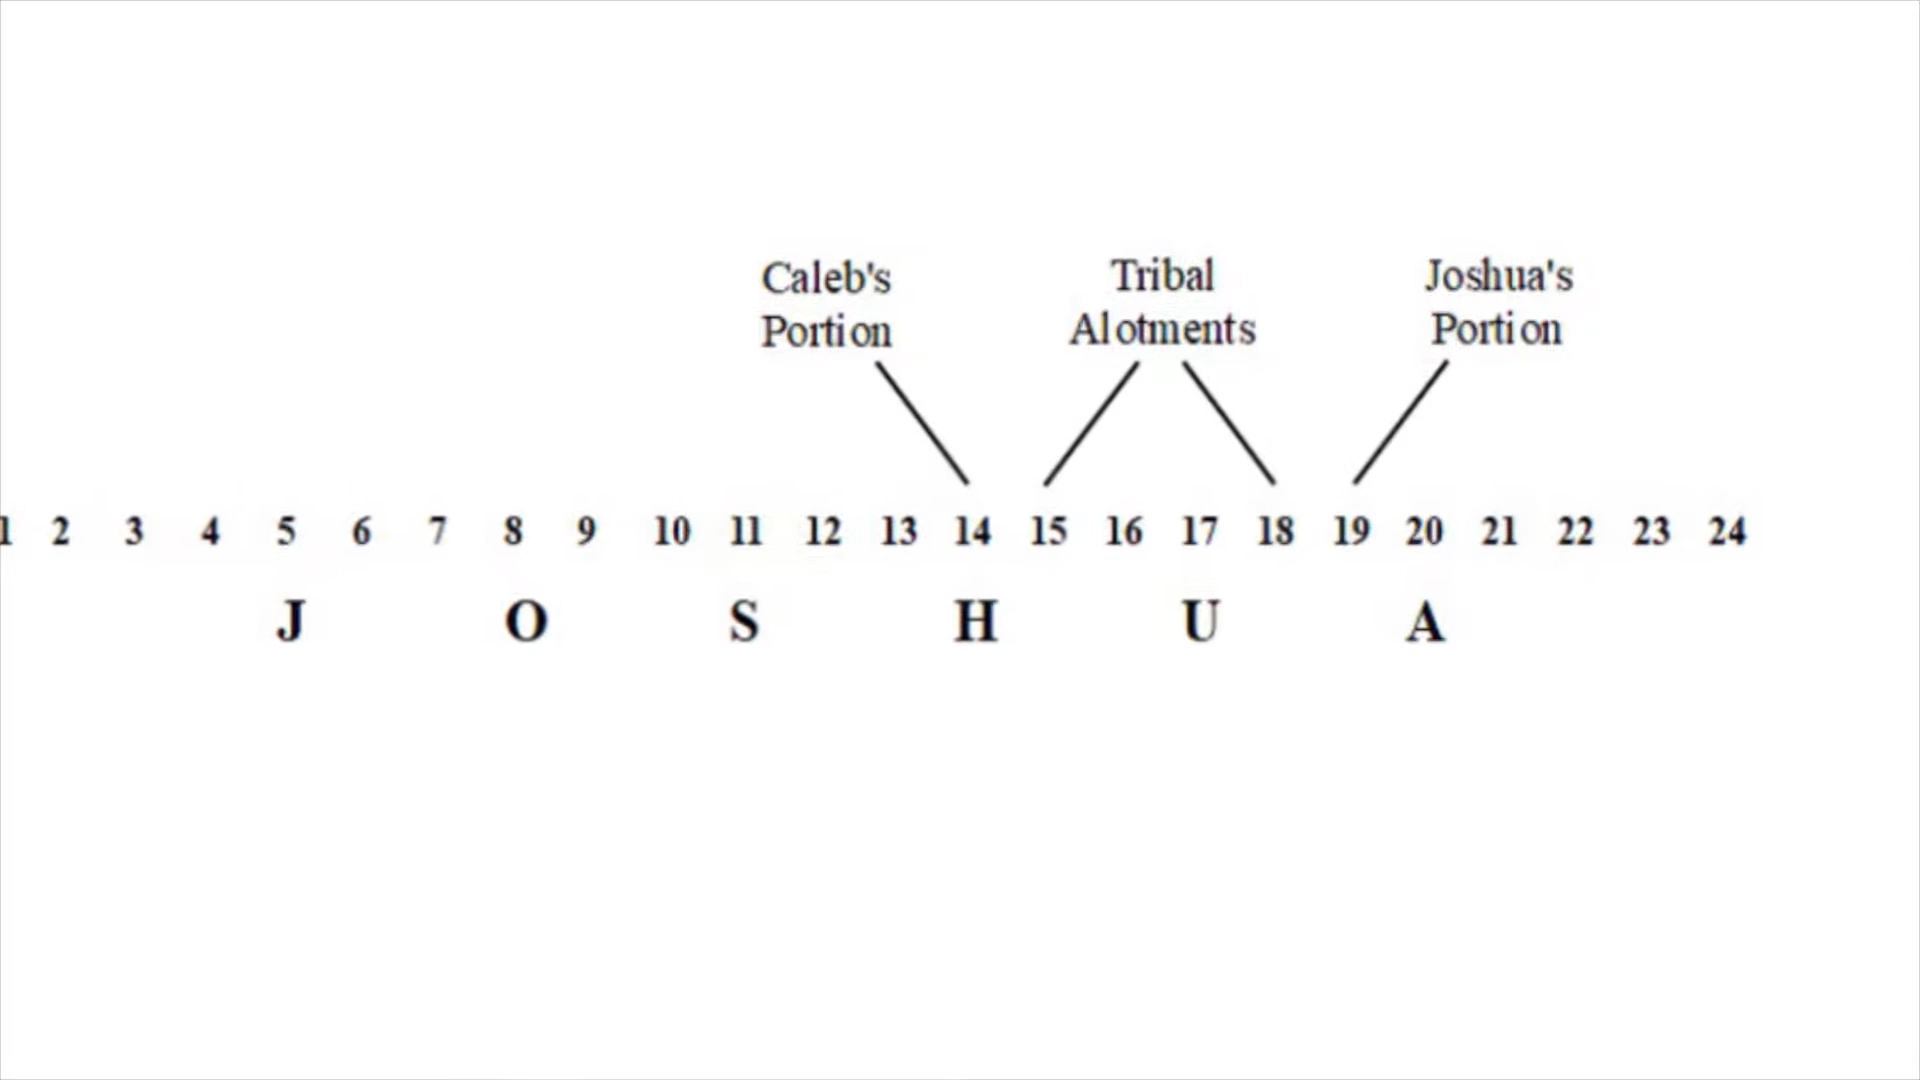 Caleb's Tribal Joshua's
Portion Alotments Portion
1 2 3 4 5 6 7 8 9 10 11 12 13 14 15 16 17 18 19 20 21 22 23 24
J O S H U A